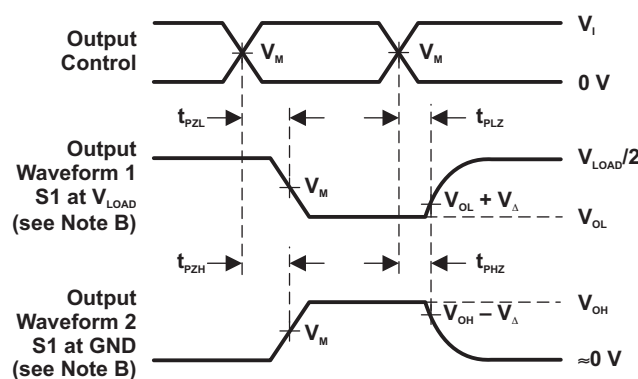 Output
Control
V_M
V_M
V_I
0 V
t_PZL
t_PLZ
Output
Waveform 1
S1 at V_LOAD
(see Note B)
V_M
V_OL + V_Δ
V_LOAD/2
V_OL
t_PZH
t_PHZ
Output
Waveform 2
S1 at GND
(see Note B)
V_M
V_OH − V_Δ
V_OH
≈0 V